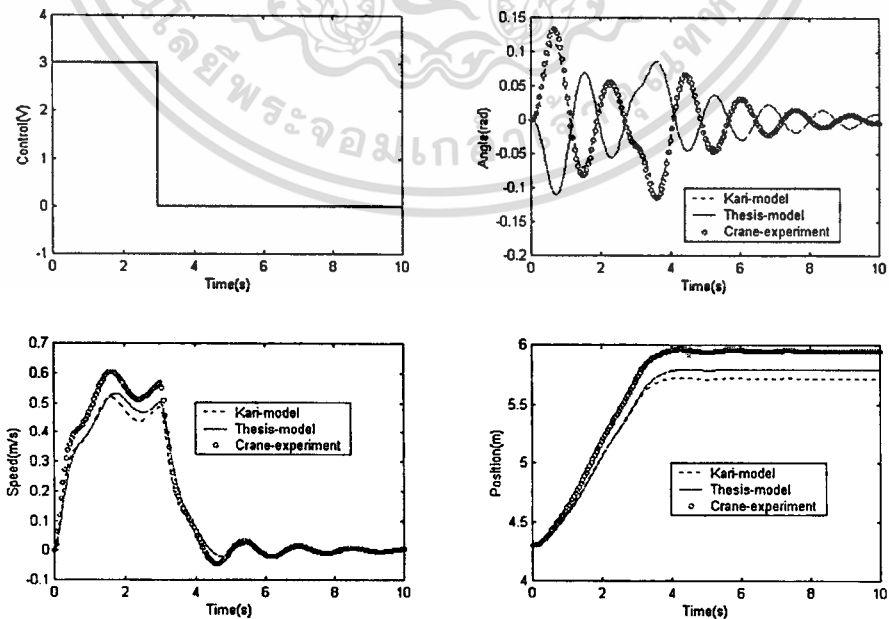 4
3
2
1
0
-1
Control(V)
0
2
4
6
8
10
Time(s)
0.15
0.1
0.05
0
-0.05
-0.1
-0.15
-0.2
Angle(rad)
Kari-model
Thesis-model
Crane-experiment
0
2
4
6
8
10
Time(s)
0.7
0.6
0.5
0.4
0.3
0.2
0.1
0
-0.1
Speed(m/s)
Kari-model
Thesis-model
Crane-experiment
0
2
4
6
8
10
Time(s)
6
5
4
Position(m)
Kari-model
Thesis-model
Crane-experiment
0
2
4
6
8
10
Time(s)